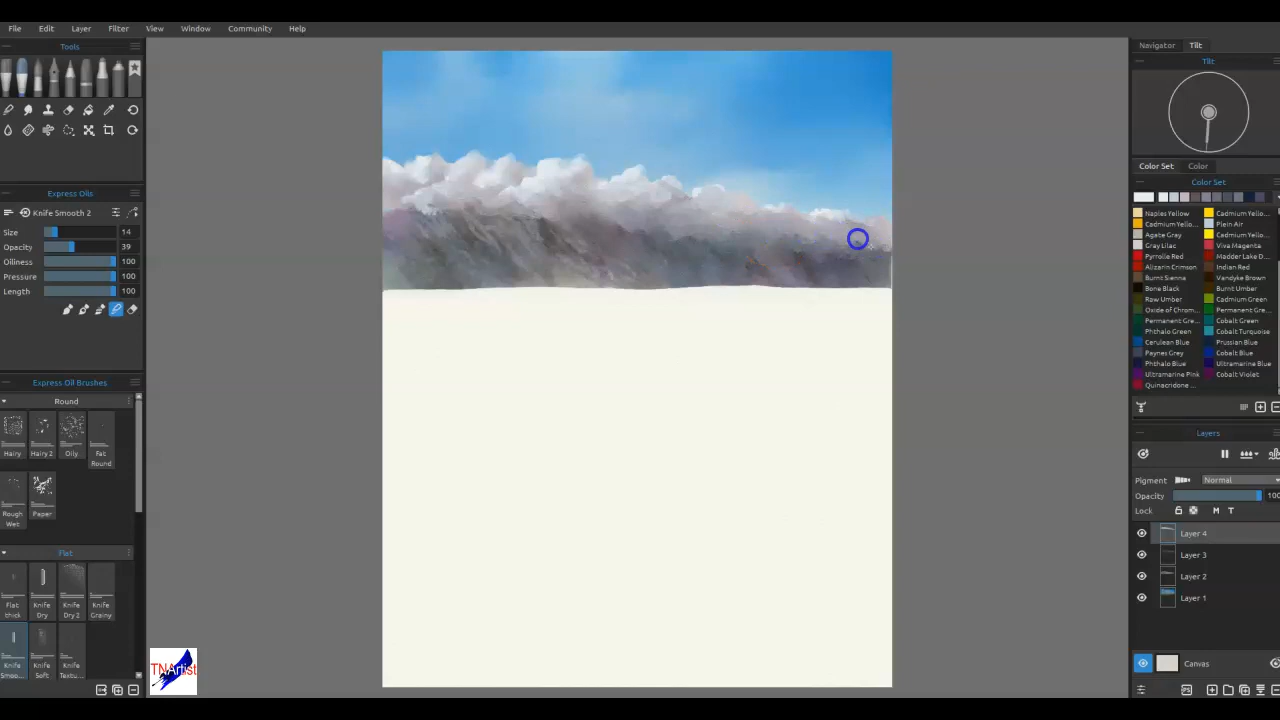 File Edit Layer Filter View Window Community Help
Tools
Navigator Tilt
Tilt
Color Set Color
Color Set
Express Oils
Knife Smooth 2
Size 14
Opacity 39
Oiliness 100
Pressure 100
Length 100
Naples Yellow Cadmium Yello...
Cadmium Yello... Plein Air
Agate Gray Cadmium Yello...
Gray Lilac Viva Magenta
Pyrrolle Red Madder Lake D...
Alizarin Crimson Indian Red
Burnt Sienna Vandyke Brown
Bone Black Burnt Umber
Raw Umber Cadmium Green
Oxide of Chrom... Permanent Gre...
Permanent Gre... Cobalt Green
Phthalo Green Cobalt Turquoise
Cerulean Blue Prussian Blue
Paynes Grey Cobalt Blue
Phthalo Blue Ultramarine Blue
Ultramarine Pink Cobalt Violet
Quinacridone ...
Express Oil Brushes
Round
Hairy Hairy 2 Oily Fat Round
Rough Wet Paper
Flat
Flat thick Knife Dry Knife Dry 2 Knife Grainy
Knife Smoo... Knife Soft Knife Textu...
Layers
Pigment Normal
Opacity 100
Lock M T
Layer 4
Layer 3
Layer 2
Layer 1
Canvas
TNArtist